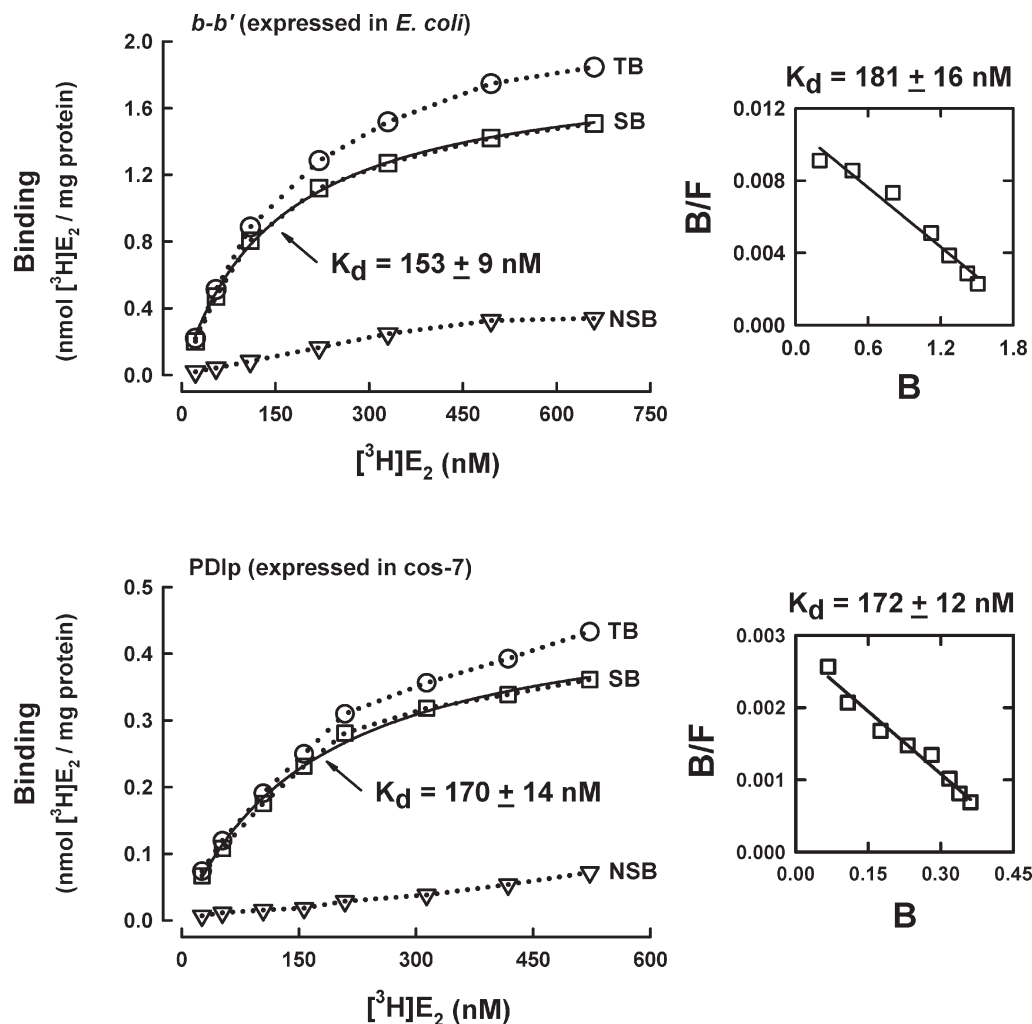 b-b' (expressed in E. coli)
2.0
1.6
1.2
0.8
0.4
0.0
Binding
(nmol [³H]E₂ / mg protein)
TB
SB
NSB
K_d = 153 ± 9 nM
0 150 300 450 600 750
[³H]E₂ (nM)
K_d = 181 ± 16 nM
0.012
0.008
0.004
0.000
B/F
0.0 0.6 1.2 1.8
B
PDIp (expressed in cos-7)
0.5
0.4
0.3
0.2
0.1
0.0
Binding
(nmol [³H]E₂ / mg protein)
TB
SB
NSB
K_d = 170 ± 14 nM
0 150 300 450 600
[³H]E₂ (nM)
K_d = 172 ± 12 nM
0.003
0.002
0.001
0.000
B/F
0.00 0.15 0.30 0.45
B